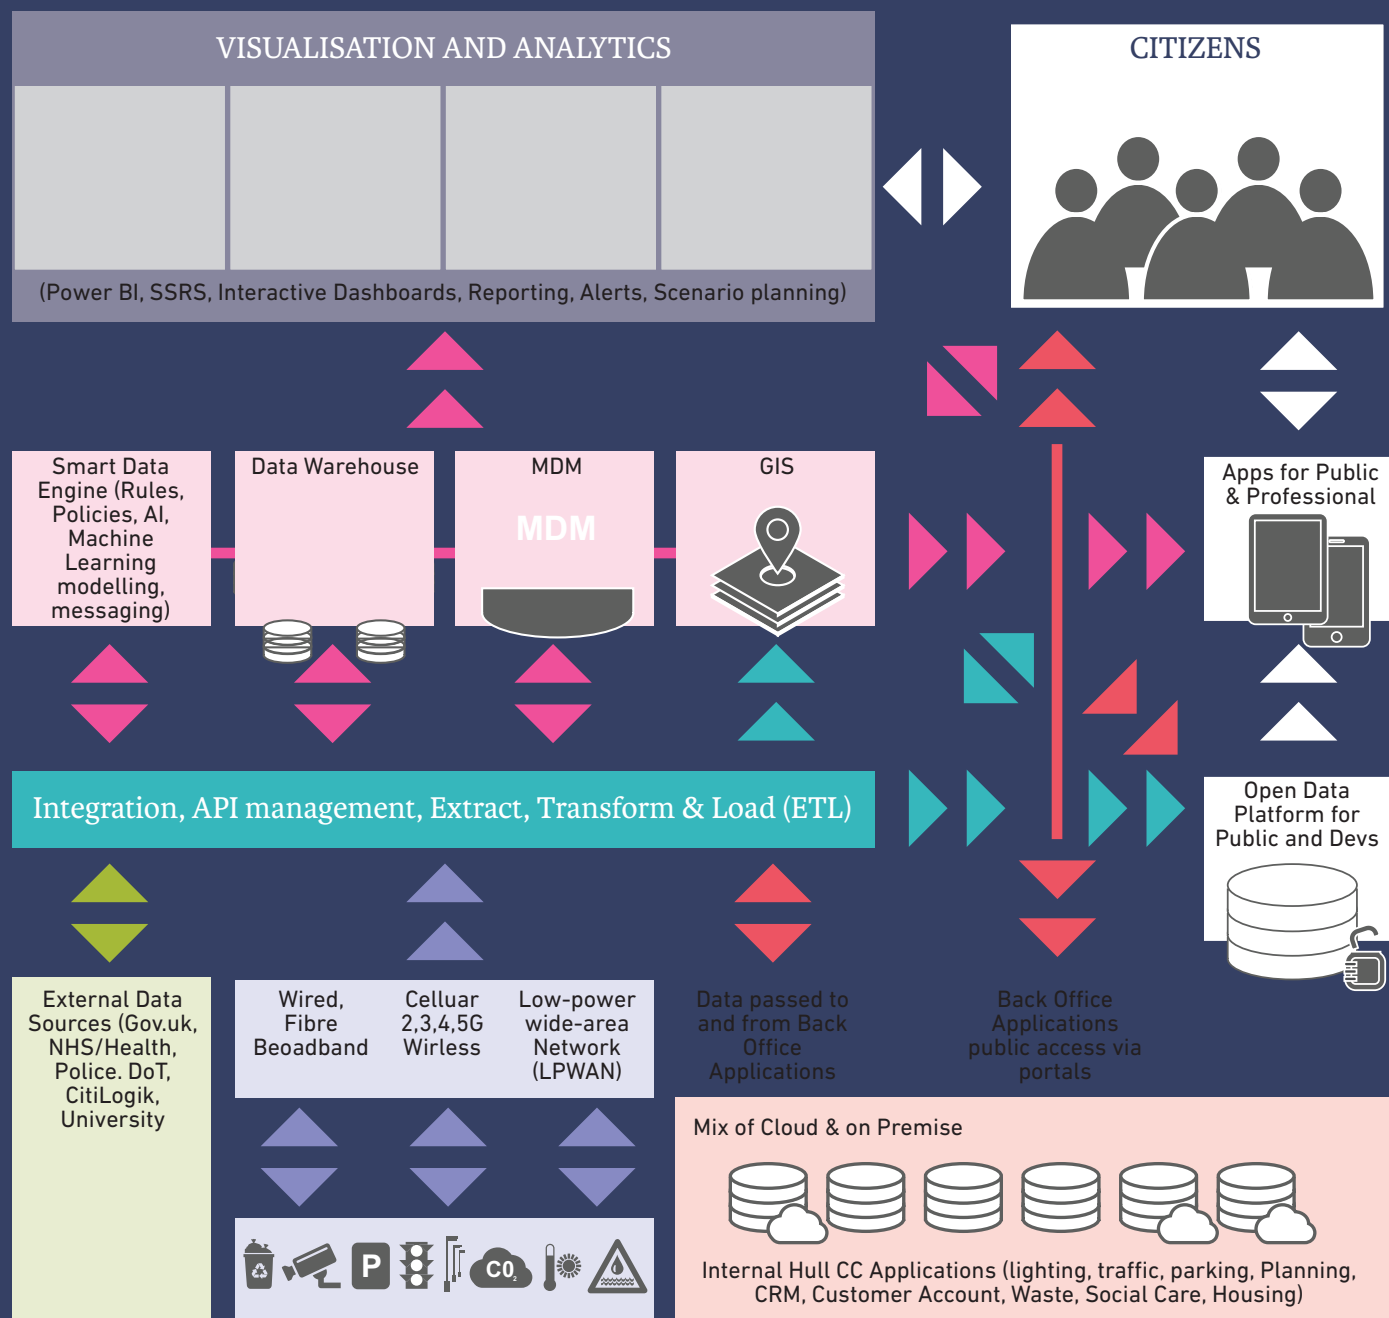 VISUALISATION AND ANALYTICS
(Power BI, SSRS, Interactive Dashboards, Reporting, Alerts, Scenario planning)
CITIZENS
Smart Data
Engine (Rules,
Policies, AI,
Machine
Learning
modelling,
messaging)
Data Warehouse
MDM
MDM
GIS
Apps for Public
& Professional
Integration, API management, Extract, Transform & Load (ETL)
Open Data
Platform for
Public and Devs
External Data
Sources (Gov.uk,
NHS/Health,
Police. DoT,
CitiLogik,
University
Wired,
Fibre
Beoadband
Celluar
2,3,4,5G
Wirless
Low-power
wide-area
Network
(LPWAN)
Data passed to
and from Back
Office
Applications
Back Office
Applications
public access via
portals
P
C0₂
Mix of Cloud & on Premise
Internal Hull CC Applications (lighting, traffic, parking, Planning,
CRM, Customer Account, Waste, Social Care, Housing)